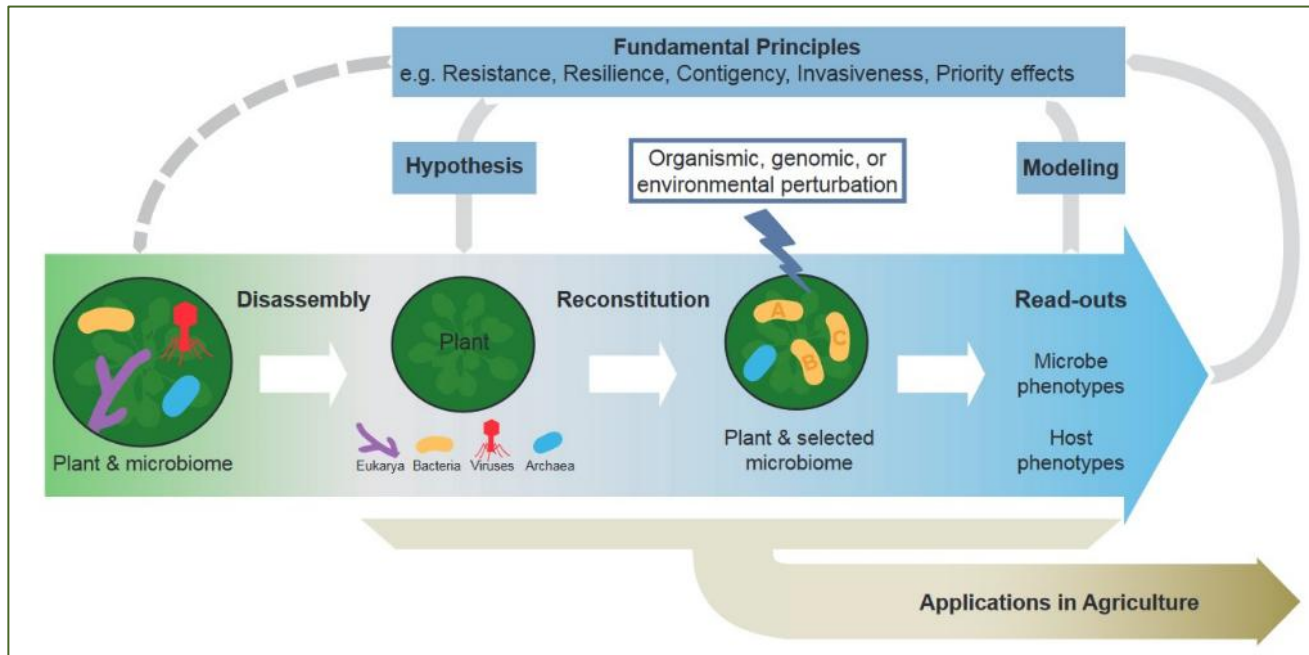 Fundamental Principles
e.g. Resistance, Resilience, Contigency, Invasiveness, Priority effects
Hypothesis
Organismic, genomic, or
environmental perturbation
Modeling
Disassembly
Reconstitution
Read-outs
Plant
A
B
C
Microbe
phenotypes
Host
phenotypes
Plant & microbiome
Eukarya Bacteria Viruses Archaea
Plant & selected
microbiome
Applications in Agriculture